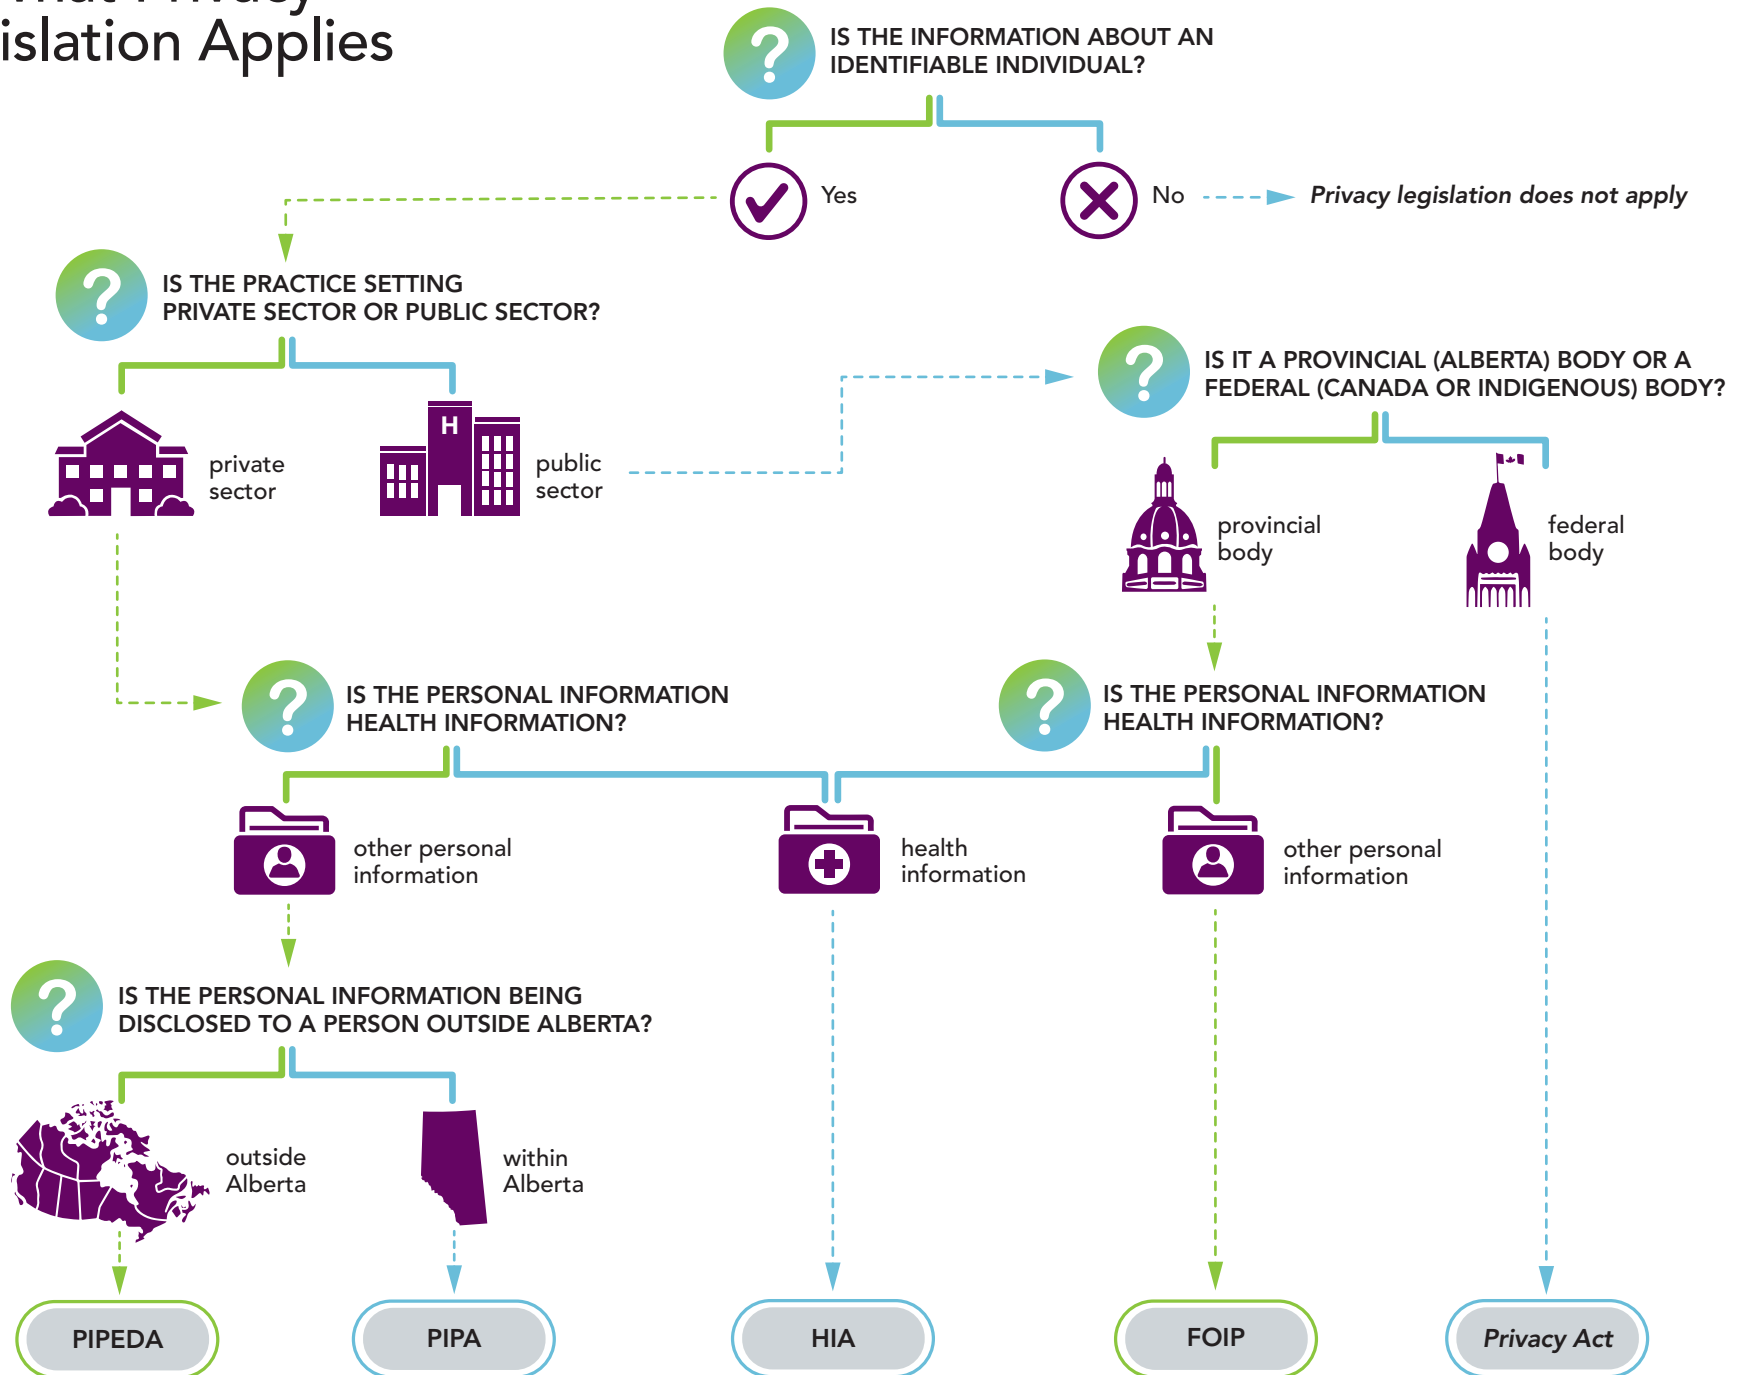 What Privacy
islation Applies
IS THE INFORMATION ABOUT AN
IDENTIFIABLE INDIVIDUAL?
Yes
No
Privacy legislation does not apply
IS THE PRACTICE SETTING
PRIVATE SECTOR OR PUBLIC SECTOR?
IS IT A PROVINCIAL (ALBERTA) BODY OR A
FEDERAL (CANADA OR INDIGENOUS) BODY?
H
private
sector
public
sector
provincial
body
federal
body
IS THE PERSONAL INFORMATION
HEALTH INFORMATION?
IS THE PERSONAL INFORMATION
HEALTH INFORMATION?
other personal
information
health
information
other personal
information
IS THE PERSONAL INFORMATION BEING
DISCLOSED TO A PERSON OUTSIDE ALBERTA?
outside
Alberta
within
Alberta
PIPEDA
PIPA
HIA
FOIP
Privacy Act